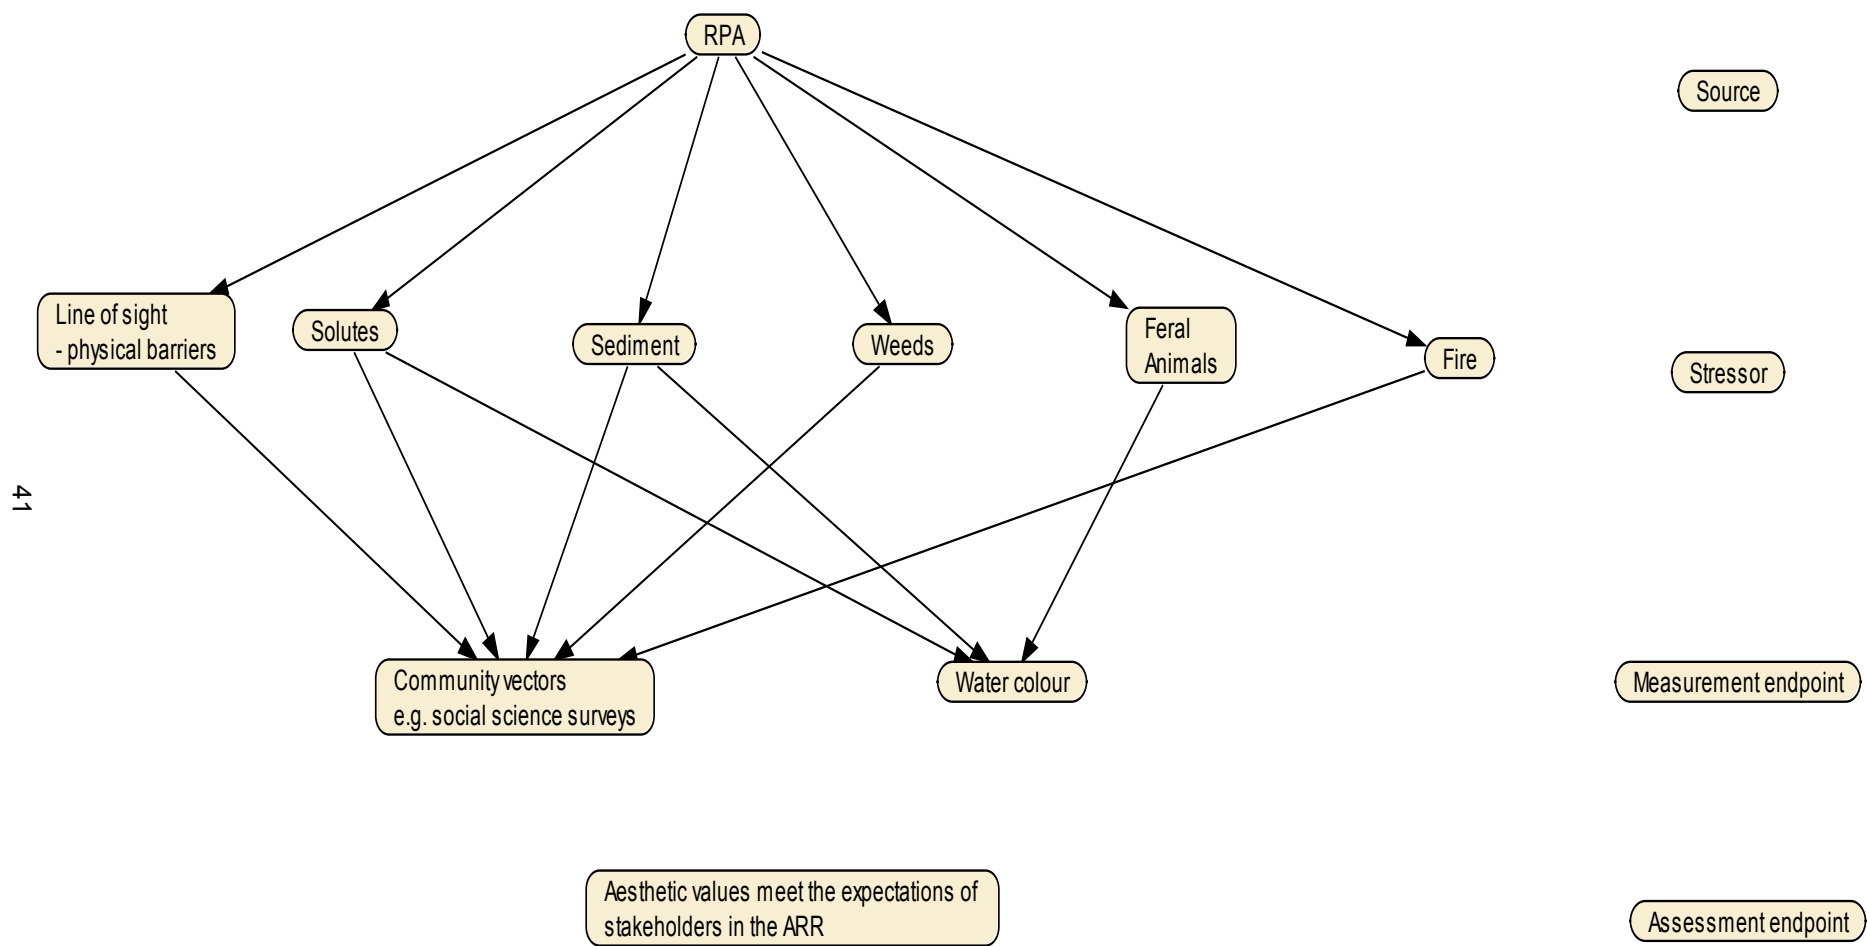 RPA
Source
Line of sight
- physical barriers
Solutes
Sediment
Weeds
Feral
Animals
Fire
Stressor
41
Community vectors
e.g. social science surveys
Water colour
Measurement endpoint
Aesthetic values meet the expectations of
stakeholders in the ARR
Assessment endpoint